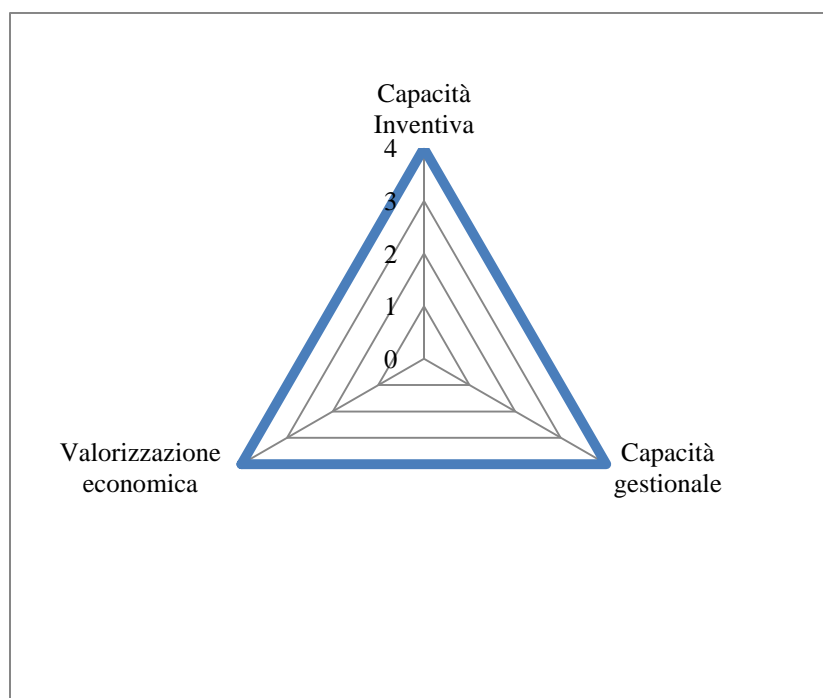 Capacità
Inventiva
4
3
2
1
0
Valorizzazione
economica
Capacità
gestionale